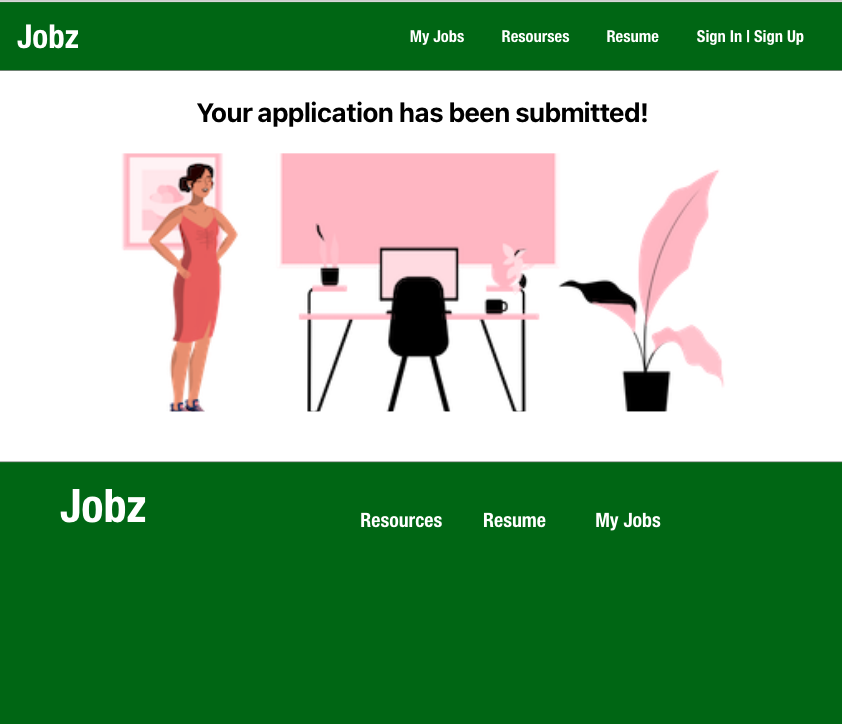 Jobz
My Jobs Resourses Resume Sign In | Sign Up
Your application has been submitted!
Jobz
Resources Resume My Jobs